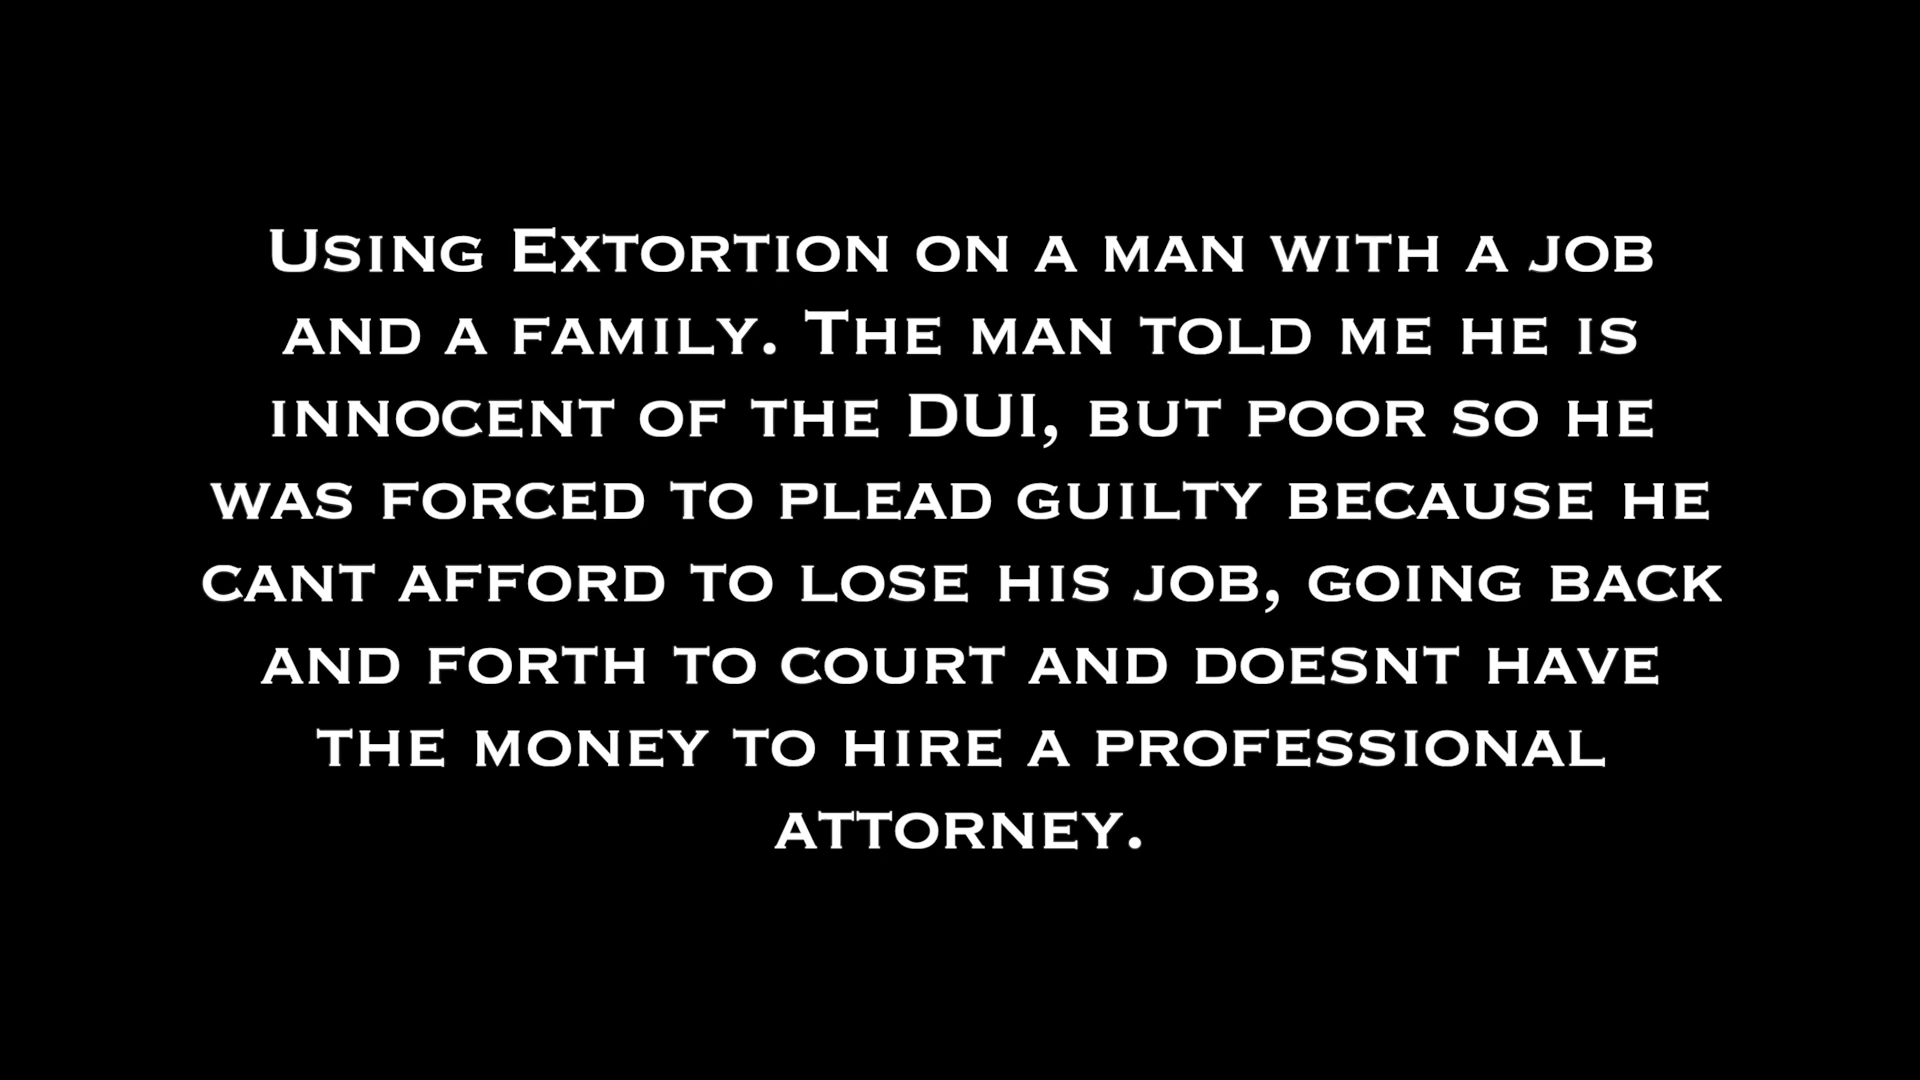 Using Extortion on a man with a job
and a family. The man told me he is
innocent of the DUI, but poor so he
was forced to plead guilty because he
cant afford to lose his job, going back
and forth to court and doesnt have
the money to hire a professional
attorney.